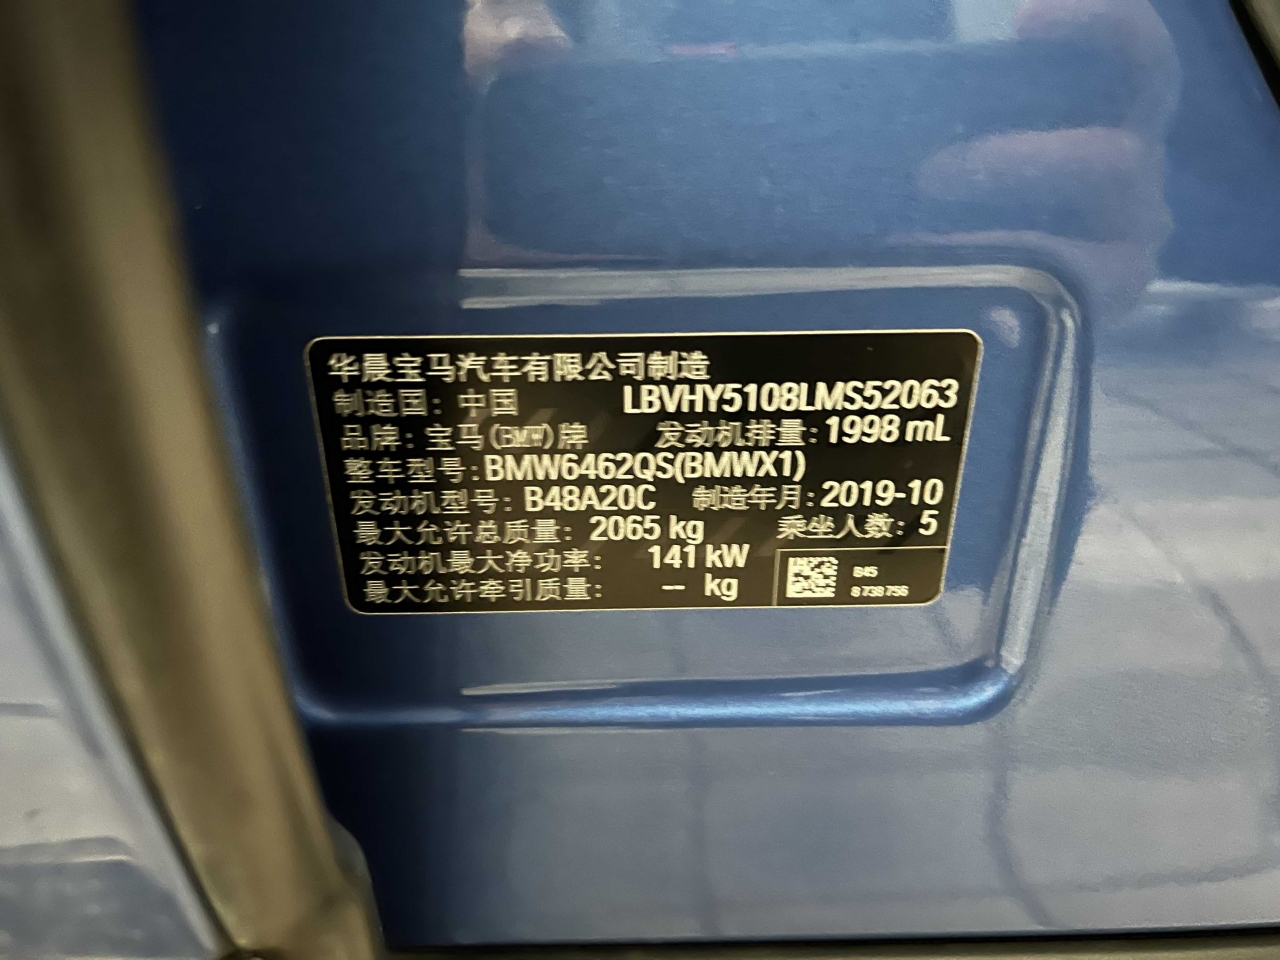 华晨宝马汽车有限公司制造
制造国：中国 LBVHY5108LMS52063
品牌：宝马(BMW)牌 发动机排量：1998 mL
整车型号：BMW6462QS(BMWX1)
发动机型号：B48A20C 制造年月：2019-10
最大允许总质量：2065 kg 乘坐人数：5
发动机最大净功率：141 kW
最大允许牵引质量：-- kg
B45
8 738 756